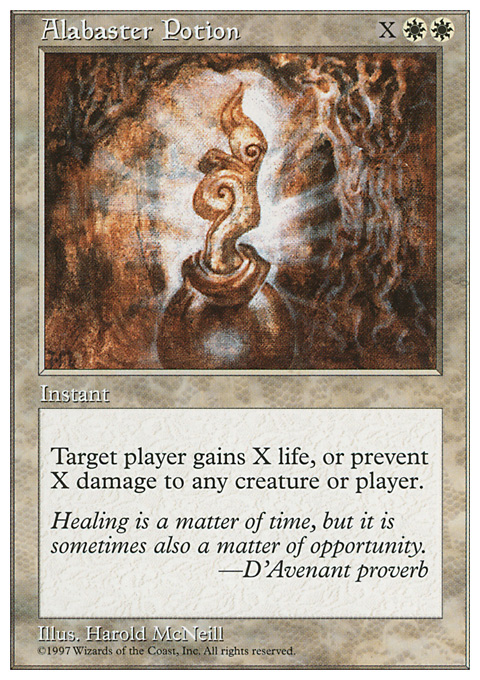 Alabaster Potion X
Instant
Target player gains X life, or prevent
X damage to any creature or player.
Healing is a matter of time, but it is
sometimes also a matter of opportunity.
—D'Avenant proverb
Illus. Harold McNeill
©1997 Wizards of the Coast, Inc. All rights reserved.